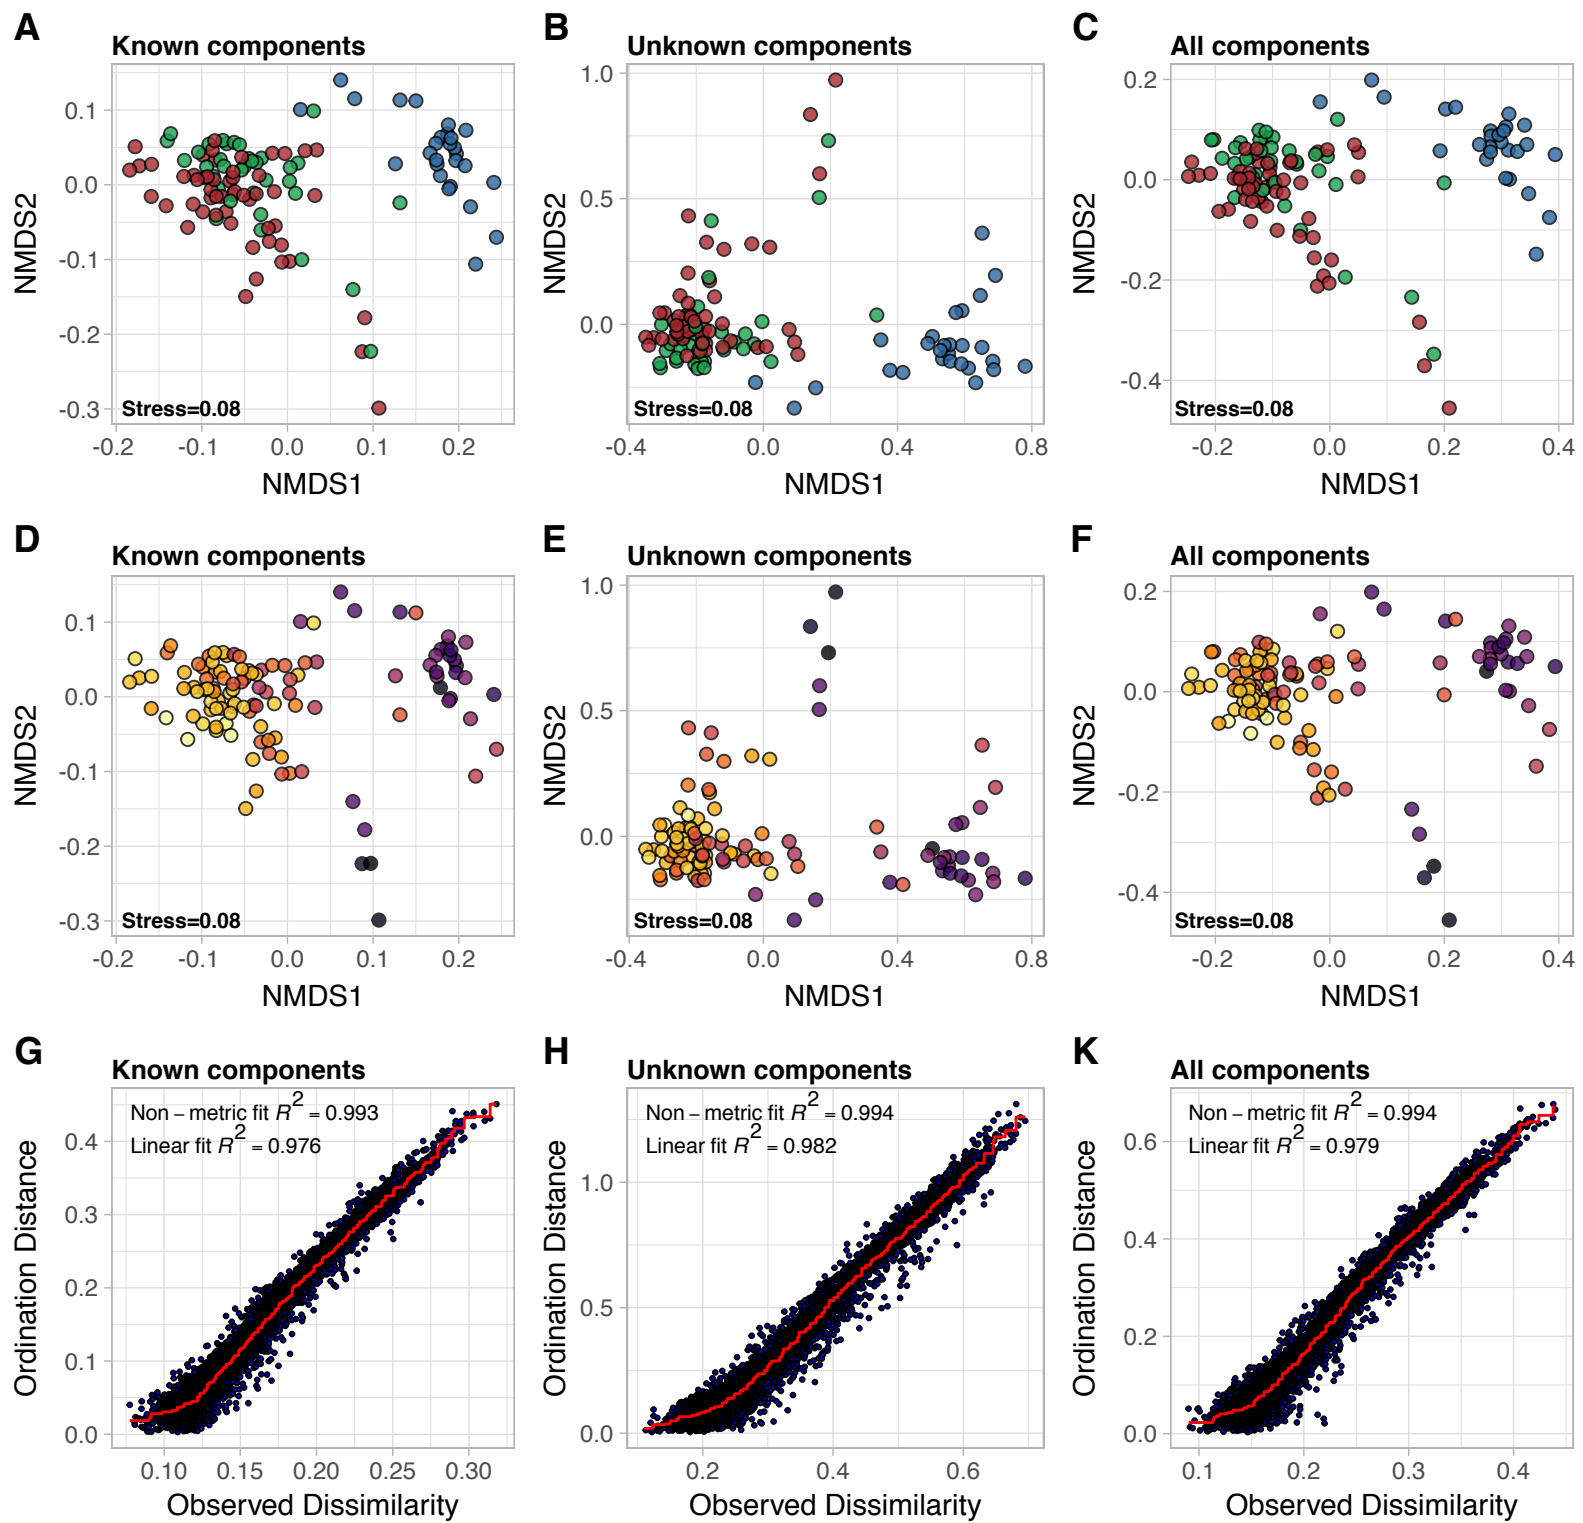 A
Known components
0.1
0.0
-0.1
-0.2
-0.3
NMDS2
Stress=0.08
-0.2 -0.1 0.0 0.1 0.2
NMDS1
B
Unknown components
1.0
0.5
0.0
NMDS2
Stress=0.08
-0.4 0.0 0.4 0.8
NMDS1
C
All components
0.2
0.0
-0.2
-0.4
NMDS2
Stress=0.08
-0.2 0.0 0.2 0.4
NMDS1
D
Known components
0.1
0.0
-0.1
-0.2
-0.3
NMDS2
Stress=0.08
-0.2 -0.1 0.0 0.1 0.2
NMDS1
E
Unknown components
1.0
0.5
0.0
NMDS2
Stress=0.08
-0.4 0.0 0.4 0.8
NMDS1
F
All components
0.2
0.0
-0.2
-0.4
NMDS2
Stress=0.08
-0.2 0.0 0.2 0.4
NMDS1
G
Known components
Non – metric fit R² = 0.993
Linear fit R² = 0.976
0.4
0.3
0.2
0.1
0.0
Ordination Distance
0.10 0.15 0.20 0.25 0.30
Observed Dissimilarity
H
Unknown components
Non – metric fit R² = 0.994
Linear fit R² = 0.982
1.0
0.5
0.0
Ordination Distance
0.2 0.4 0.6
Observed Dissimilarity
K
All components
Non – metric fit R² = 0.994
Linear fit R² = 0.979
0.6
0.4
0.2
0.0
Ordination Distance
0.1 0.2 0.3 0.4
Observed Dissimilarity